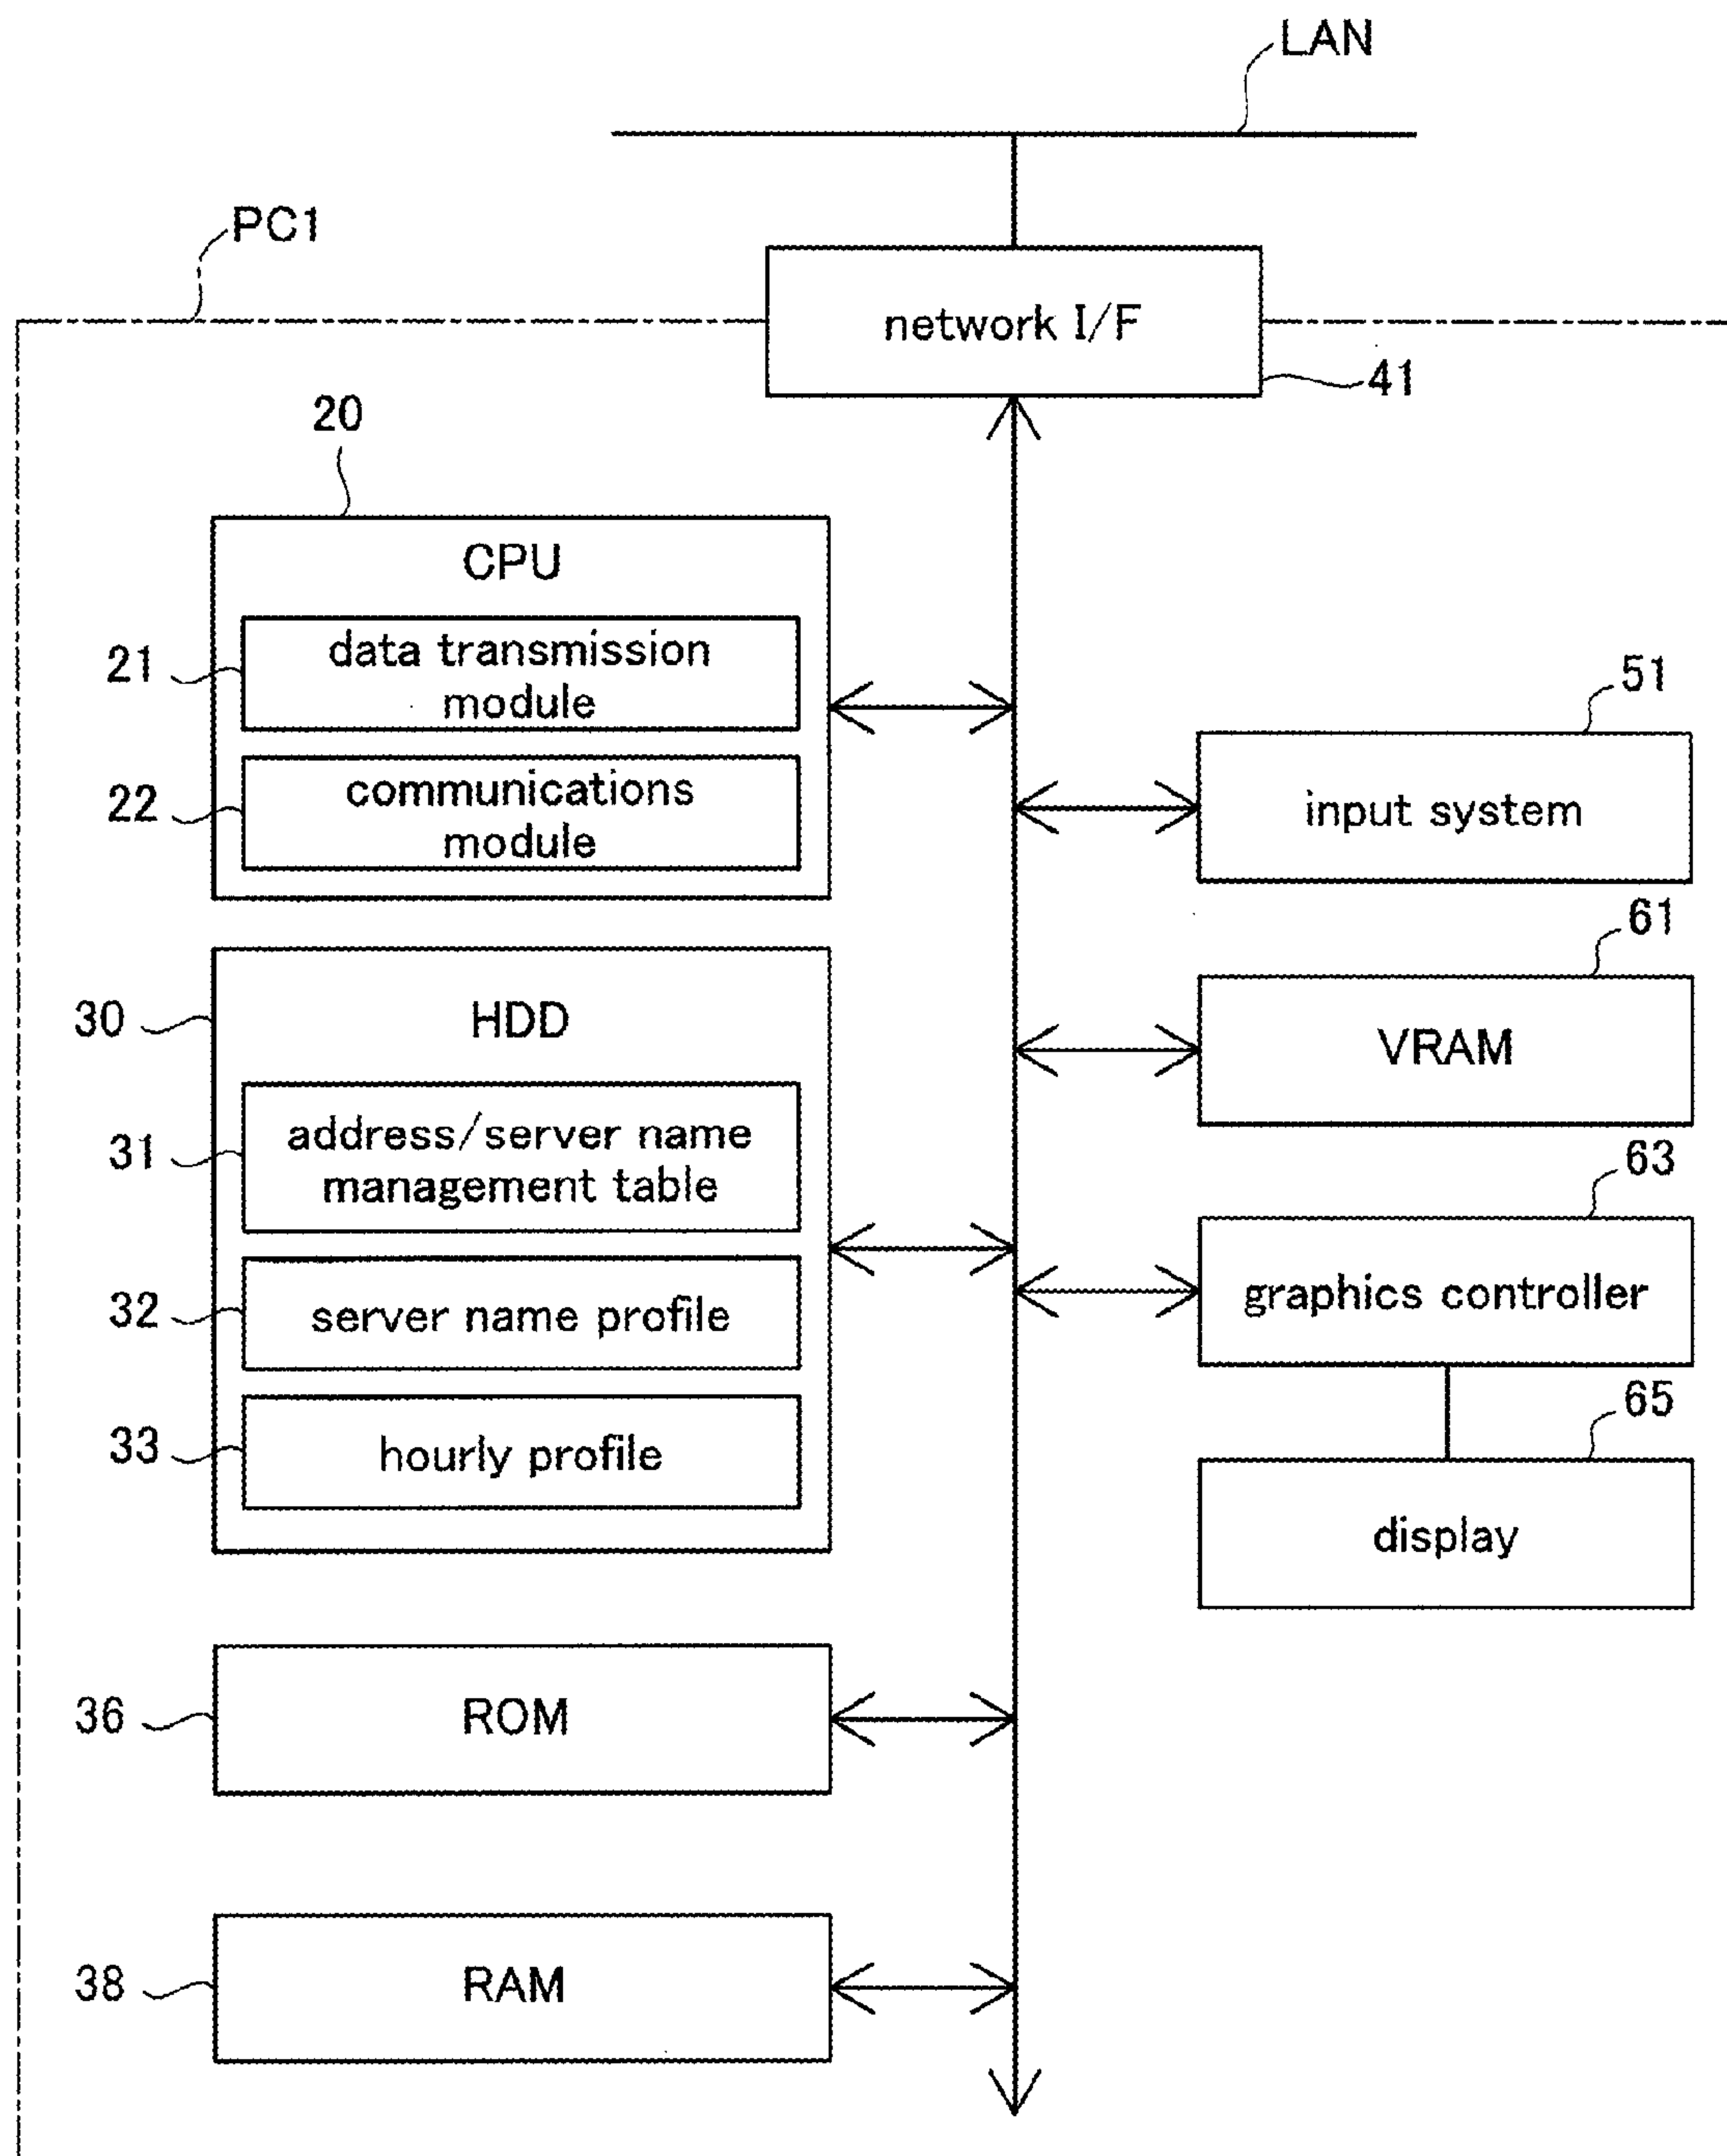 LAN
PC1
network I/F
41
20
CPU
21
data transmission
module
22
communications
module
51
input system
61
VRAM
30
HDD
31
address/server name
management table
32
server name profile
33
hourly profile
63
graphics controller
65
display
36
ROM
38
RAM